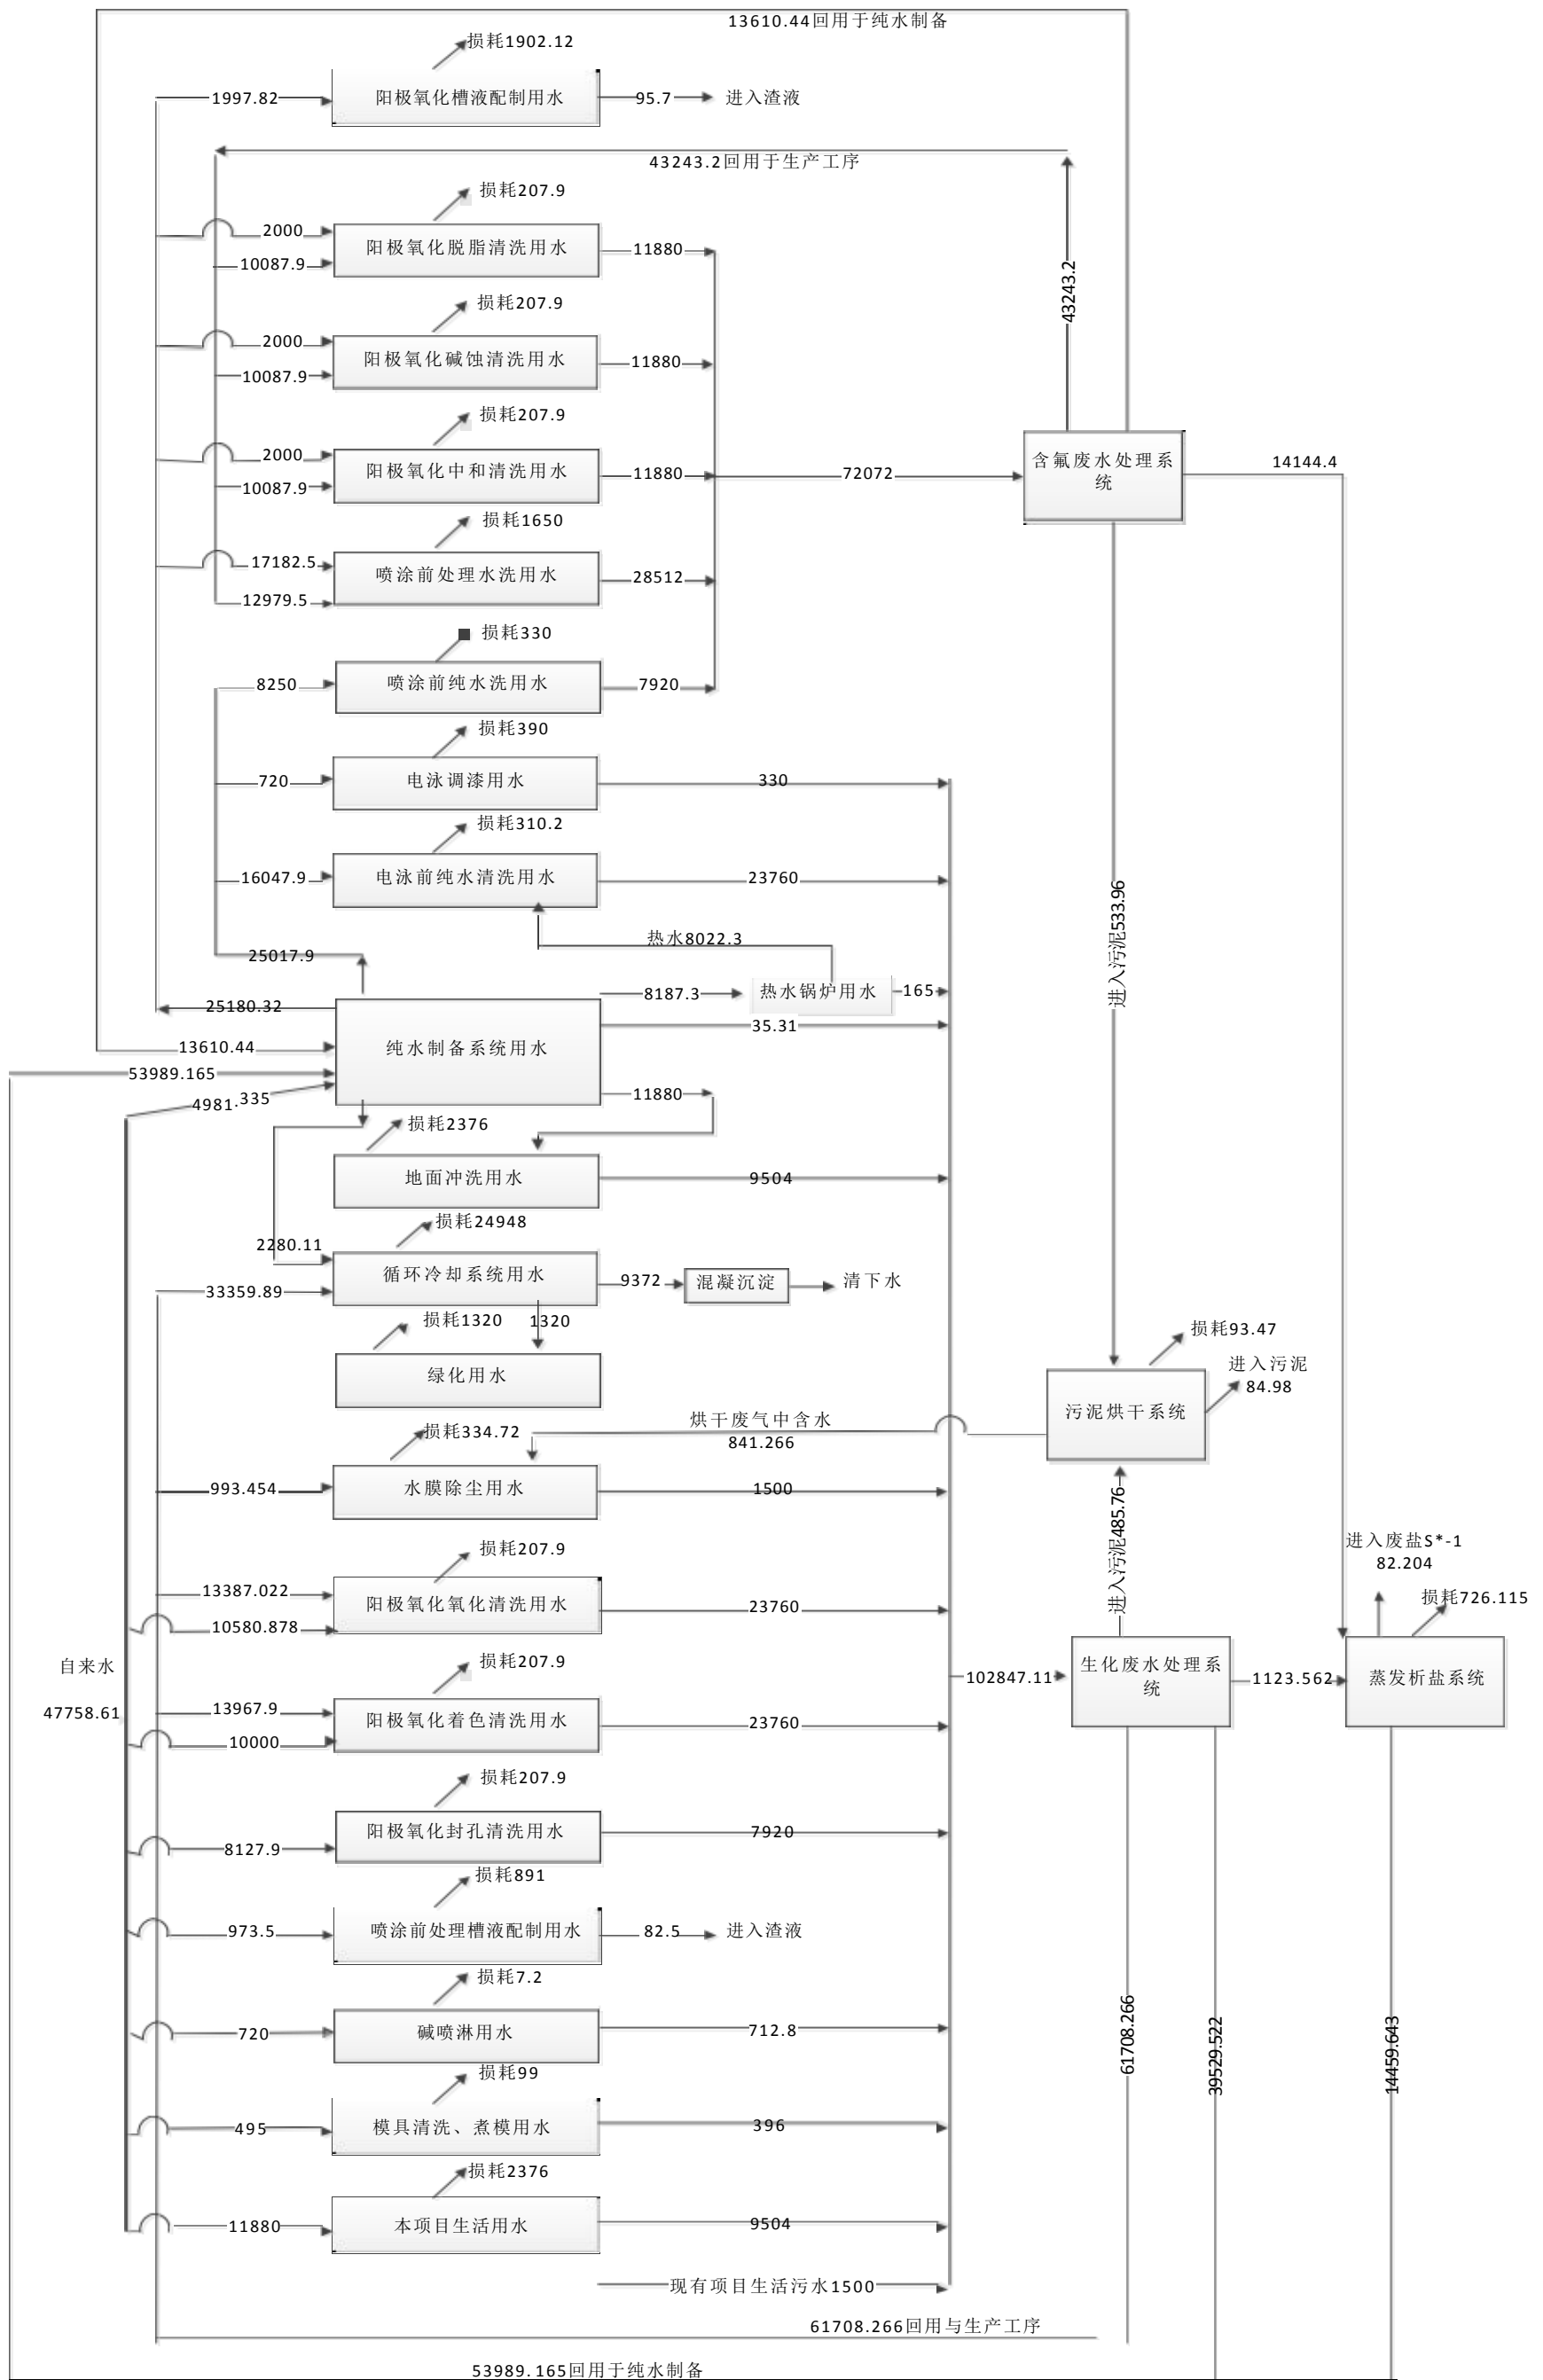 13610.44回用于纯水制备
损耗1902.12
1997.82
阳极氧化槽液配制用水
95.7
进入渣液
43243.2回用于生产工序
损耗207.9
2000
阳极氧化脱脂清洗用水
11880
10087.9
43243.2
损耗207.9
2000
阳极氧化碱蚀清洗用水
11880
10087.9
损耗207.9
2000
阳极氧化中和清洗用水
11880
10087.9
72072
含氟废水处理系
统
14144.4
损耗1650
17182.5
喷涂前处理水洗用水
28512
12979.5
损耗330
8250
喷涂前纯水洗用水
7920
损耗390
720
电泳调漆用水
330
损耗310.2
16047.9
电泳前纯水清洗用水
23760
进入污泥533.96
热水8022.3
25017.9
8187.3
热水锅炉用水
165
25180.32
35.31
13610.44
纯水制备系统用水
53989.165
4981.335
11880
损耗2376
地面冲洗用水
9504
损耗24948
2280.11
循环冷却系统用水
9372
混凝沉淀
清下水
33359.89
损耗1320
1320
绿化用水
损耗93.47
进入污泥
84.98
污泥烘干系统
烘干废气中含水
841.266
损耗334.72
993.454
水膜除尘用水
1500
进入污泥485.76
进入废盐S*-1
82.204
损耗726.115
损耗207.9
13387.022
阳极氧化氧化清洗用水
23760
10580.878
自来水
47758.61
损耗207.9
13967.9
阳极氧化着色清洗用水
23760
10000
102847.11
生化废水处理系
统
1123.562
蒸发析盐系统
损耗207.9
8127.9
阳极氧化封孔清洗用水
7920
损耗891
973.5
喷涂前处理槽液配制用水
82.5
进入渣液
损耗7.2
720
碱喷淋用水
712.8
61708.266
39529.522
14459.643
损耗99
495
模具清洗、煮模用水
396
损耗2376
11880
本项目生活用水
9504
现有项目生活污水1500
61708.266回用与生产工序
53989.165回用于纯水制备